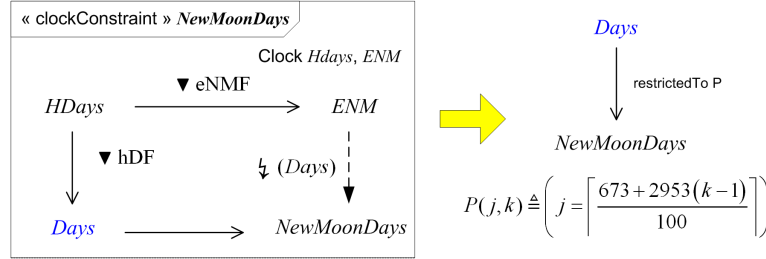 « clockConstraint » NewMoonDays
Clock Hdays, ENM
▼ eNMF
HDays
ENM
▼ hDF
↯ (Days)
Days
NewMoonDays
Days
restrictedTo P
NewMoonDays
P(j,k) ≜ ( j = ⌈ (673+2953(k−1)) / 100 ⌉ )